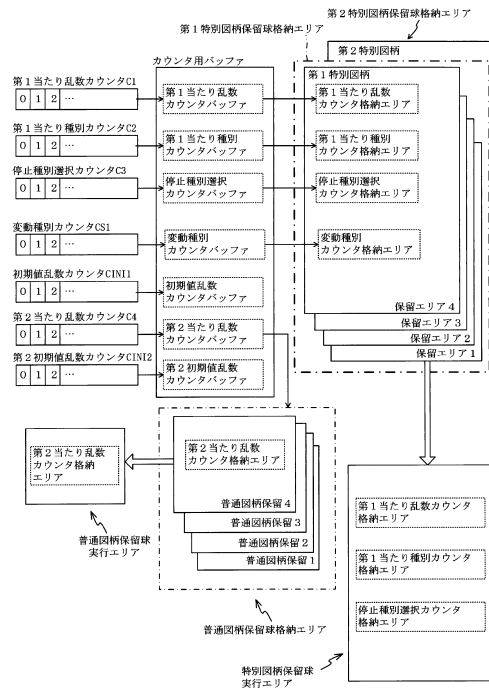 第２特別図柄保留球格納エリア
第１特別図柄保留球格納エリア
第２特別図柄
カウンタ用バッファ
第１特別図柄
第１当たり乱数カウンタC1
０ １ ２ …
第１当たり乱数
カウンタバッファ
第１当たり乱数
カウンタ格納エリア
第１当たり種別カウンタC2
０ １ ２ …
第１当たり種別
カウンタバッファ
第１当たり種別
カウンタ格納エリア
停止種別選択カウンタC3
０ １ ２ …
停止種別選択
カウンタバッファ
停止種別選択
カウンタ格納エリア
変動種別カウンタCS1
０ １ ２ …
変動種別
カウンタバッファ
変動種別
カウンタ格納エリア
初期値乱数カウンタCINI1
０ １ ２ …
初期値乱数
カウンタバッファ
第２当たり乱数カウンタC4
０ １ ２ …
第２当たり乱数
カウンタバッファ
第２初期値乱数カウンタCINI2
０ １ ２ …
第２初期値乱数
カウンタバッファ
保留エリア４
保留エリア３
保留エリア２
保留エリア１
第２当たり乱数
カウンタ格納
エリア
普通図柄保留球
実行エリア
第２当たり乱数
カウンタ格納エリア
普通図柄保留４
普通図柄保留３
普通図柄保留２
普通図柄保留１
普通図柄保留球格納エリア
第１当たり乱数カウンタ
格納エリア
第１当たり種別カウンタ
格納エリア
停止種別選択カウンタ
格納エリア
特別図柄保留球
実行エリア